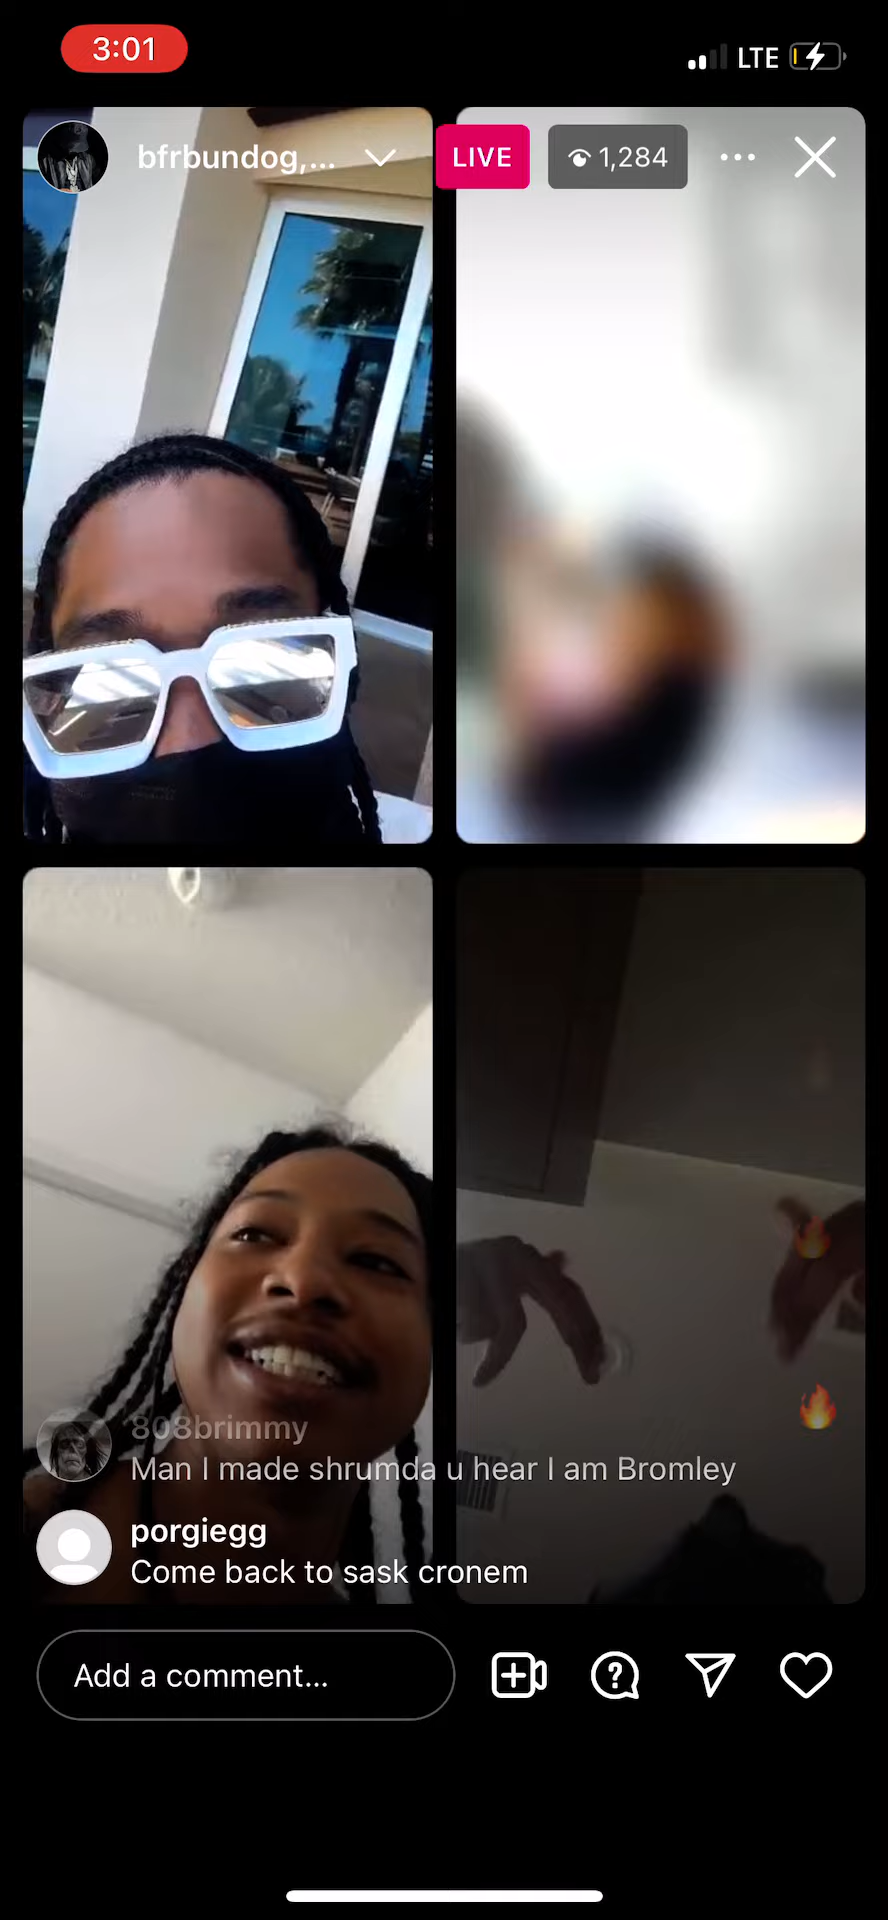 3:01
LTE
bfrbundog,...
LIVE
1,284
808brimmy
Man I made shrumda u hear I am Bromley
porgiegg
Come back to sask cronem
Add a comment...